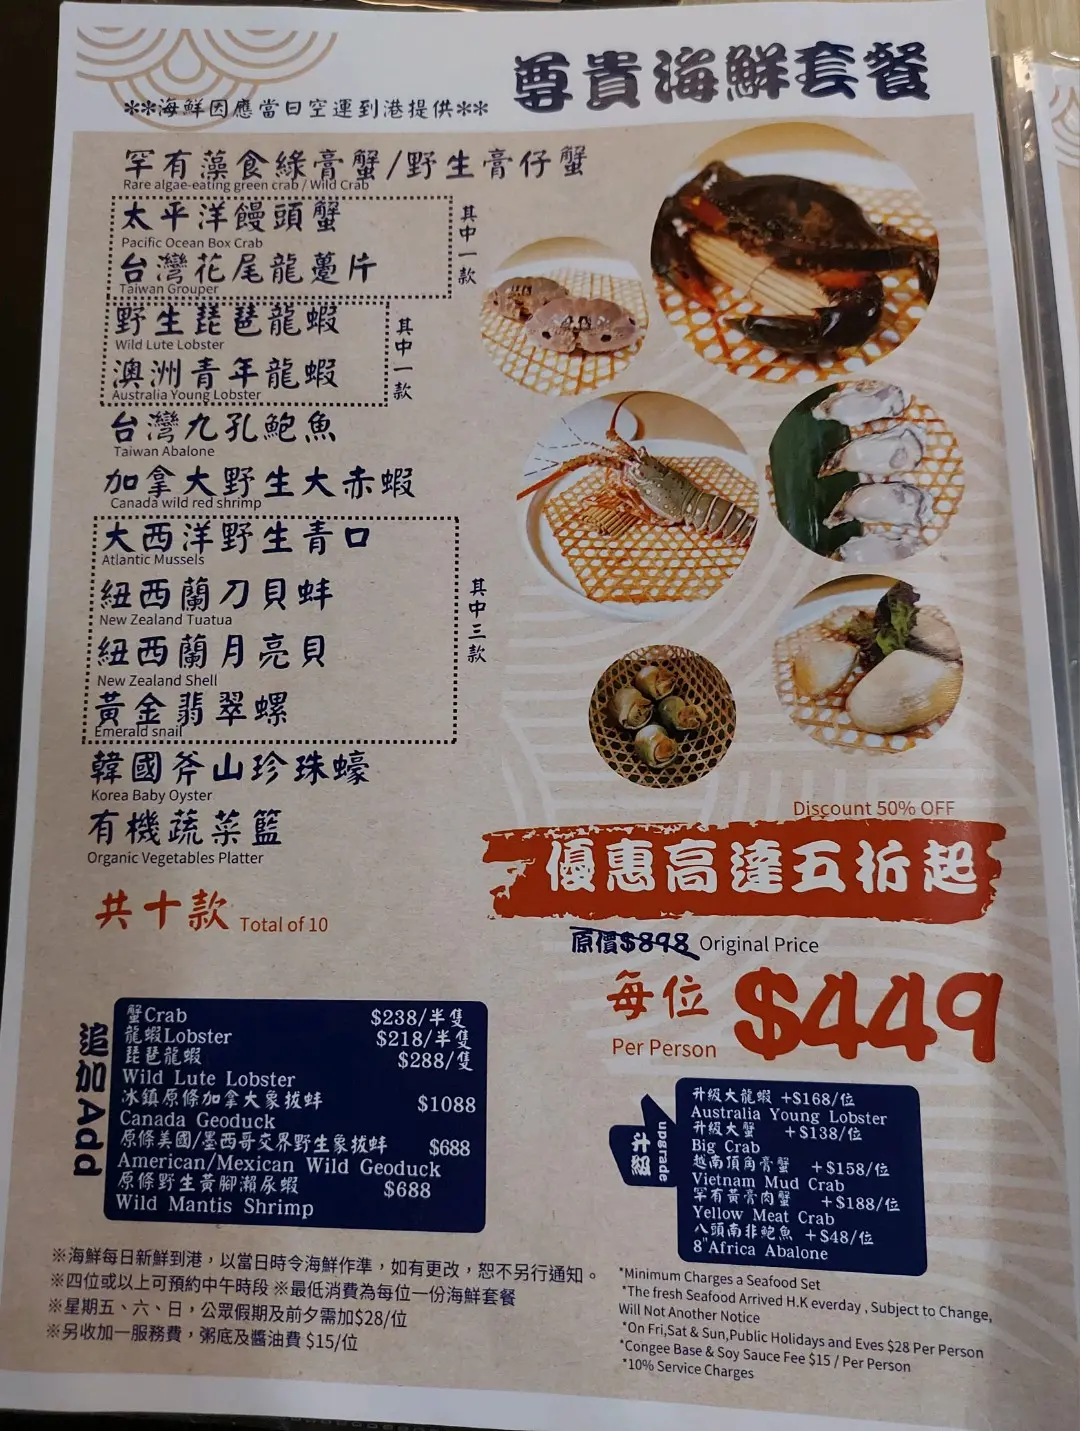 尊貴海鮮套餐
**海鮮因應當日空運到港提供**
罕有藻食綠膏蟹/野生膏仔蟹
Rare algae-eating green crab / Wild Crab
太平洋饅頭蟹
Pacific Ocean Box Crab
台灣花尾龍躉片
Taiwan Grouper
其中一款
野生琵琶龍蝦
Wild Lute Lobster
澳洲青年龍蝦
Australia Young Lobster
其中一款
台灣九孔鮑魚
Taiwan Abalone
加拿大野生大赤蝦
Canada wild red shrimp
大西洋野生青口
Atlantic Mussels
紐西蘭刀貝蚌
New Zealand Tuatua
紐西蘭月亮貝
New Zealand Shell
黃金翡翠螺
Emerald snail
其中三款
韓國斧山珍珠蠔
Korea Baby Oyster
有機蔬菜籃
Organic Vegetables Platter
共十款 Total of 10
Discount 50% OFF
優惠高達五折起
原價$898 Original Price
每位 $449
Per Person
追加Add
蟹Crab $238/半隻
龍蝦Lobster $218/半隻
琵琶龍蝦 $288/隻
Wild Lute Lobster
冰鎮原條加拿大象拔蚌 $1088
Canada Geoduck
原條美國/墨西哥交界野生象拔蚌 $688
American/Mexican Wild Geoduck
原條野生黃腳瀨尿蝦 $688
Wild Mantis Shrimp
升級 upgrade
升級大龍蝦 +$168/位
Australia Young Lobster
升級大蟹 +$138/位
Big Crab
越南頂角膏蟹 +$158/位
Vietnam Mud Crab
罕有黃膏肉蟹 +$188/位
Yellow Meat Crab
八頭南非鮑魚 +$48/位
8"Africa Abalone
※海鮮每日新鮮到港，以當日時令海鮮作準，如有更改，恕不另行通知。
※四位或以上可預約中午時段 ※最低消費為每位一份海鮮套餐
※星期五、六、日，公眾假期及前夕需加$28/位
※另收加一服務費，粥底及醬油費 $15/位
*Minimum Charges a Seafood Set
*The fresh Seafood Arrived H.K everday , Subject to Change,
Will Not Another Notice
*On Fri,Sat & Sun,Public Holidays and Eves $28 Per Person
*Congee Base & Soy Sauce Fee $15 / Per Person
*10% Service Charges